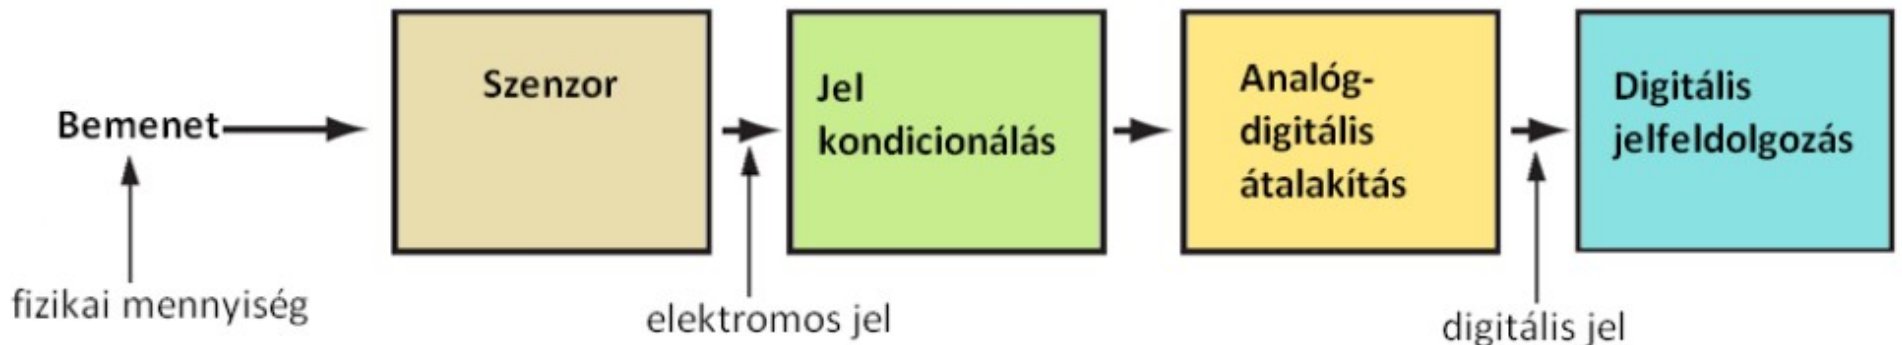 Bemenet
fizikai mennyiség
Szenzor
elektromos jel
Jel
kondicionálás
Analóg-
digitális
átalakítás
digitális jel
Digitális
jelfeldolgozás